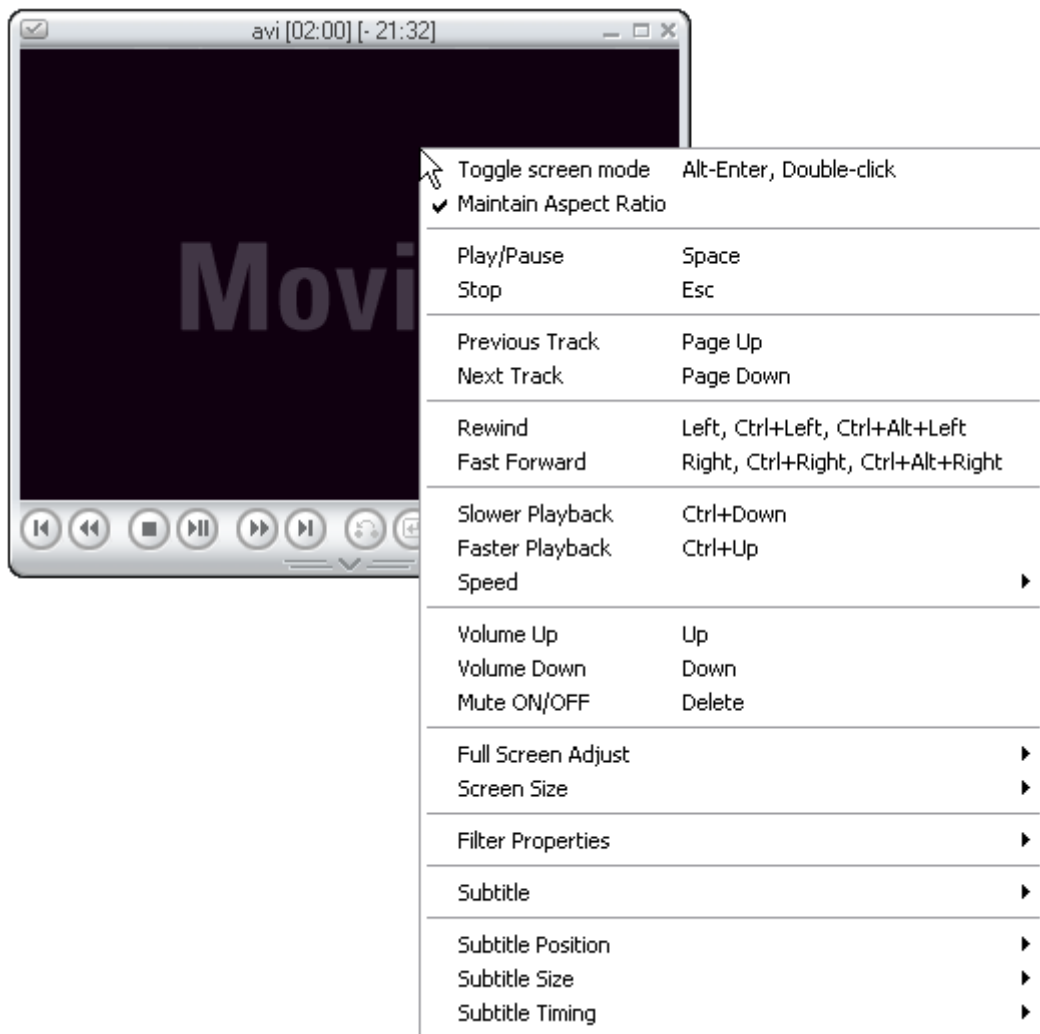 avi [02:00] [- 21:32]
Movi
Toggle screen mode Alt-Enter, Double-click
Maintain Aspect Ratio
Play/Pause Space
Stop Esc
Previous Track Page Up
Next Track Page Down
Rewind Left, Ctrl+Left, Ctrl+Alt+Left
Fast Forward Right, Ctrl+Right, Ctrl+Alt+Right
Slower Playback Ctrl+Down
Faster Playback Ctrl+Up
Speed
Volume Up Up
Volume Down Down
Mute ON/OFF Delete
Full Screen Adjust
Screen Size
Filter Properties
Subtitle
Subtitle Position
Subtitle Size
Subtitle Timing